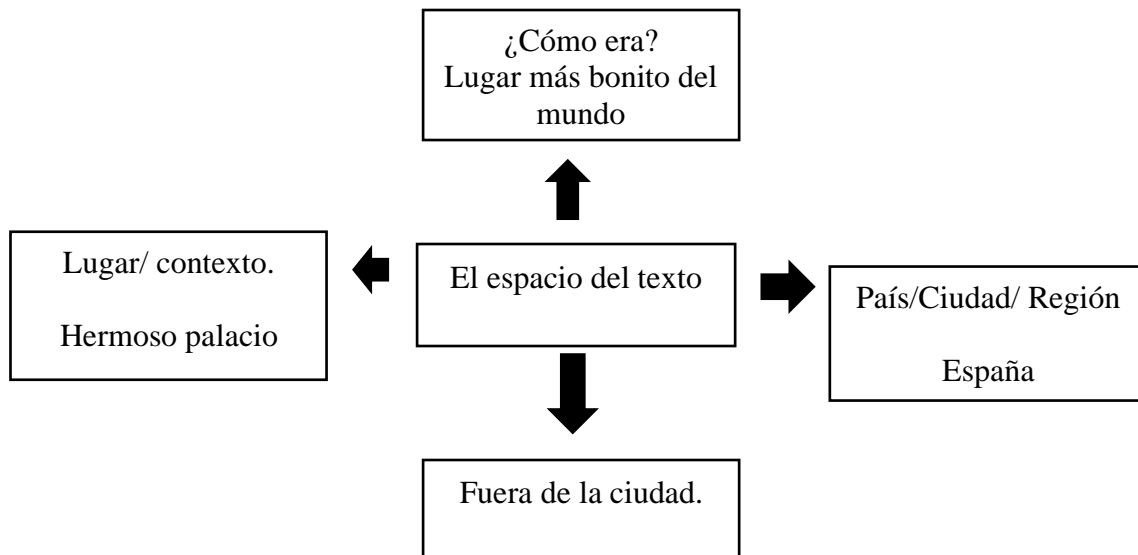 ¿Cómo era?
Lugar más bonito del
mundo
Lugar/ contexto.
Hermoso palacio
El espacio del texto
País/Ciudad/ Región
España
Fuera de la ciudad.